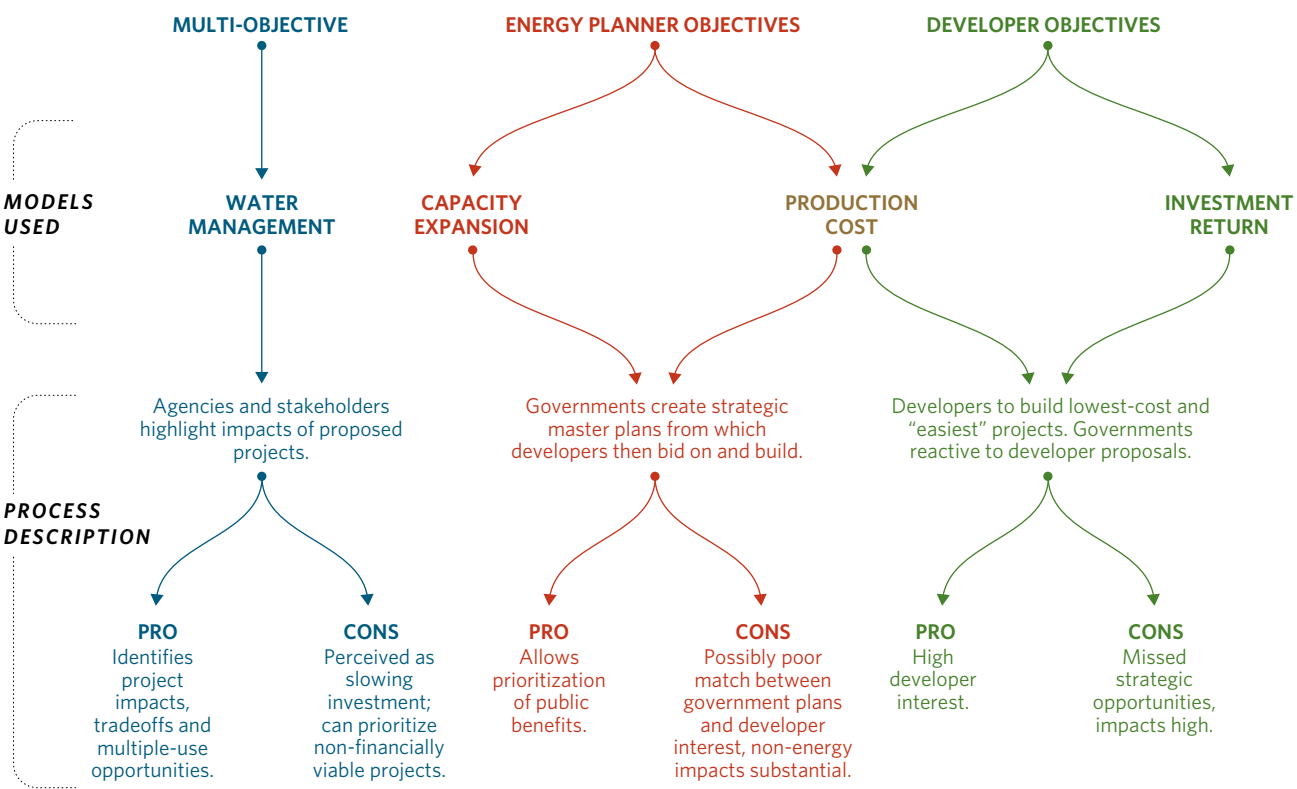 MULTI-OBJECTIVE
ENERGY PLANNER OBJECTIVES
DEVELOPER OBJECTIVES
MODELS
USED
WATER
MANAGEMENT
CAPACITY
EXPANSION
PRODUCTION
COST
INVESTMENT
RETURN
PROCESS
DESCRIPTION
Agencies and stakeholders
highlight impacts of proposed
projects.
Governments create strategic
master plans from which
developers then bid on and build.
Developers to build lowest-cost and
“easiest” projects. Governments
reactive to developer proposals.
PRO
Identifies
project
impacts,
tradeoffs and
multiple-use
opportunities.
CONS
Perceived as
slowing
investment;
can prioritize
non-financially
viable projects.
PRO
Allows
prioritization
of public
benefits.
CONS
Possibly poor
match between
government plans
and developer
interest, non-energy
impacts substantial.
PRO
High
developer
interest.
CONS
Missed
strategic
opportunities,
impacts high.